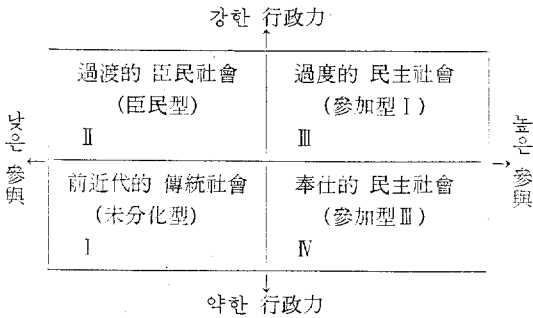 강한 行政力
過渡的 臣民社會
(臣民型)
Ⅱ
過度的 民主社會
(參加型Ⅰ)
Ⅲ
낮은 參與
높은 參與
前近代的 傳統社會
(未分化型)
Ⅰ
奉仕的 民主社會
(參加型Ⅲ)
Ⅳ
약한 行政力